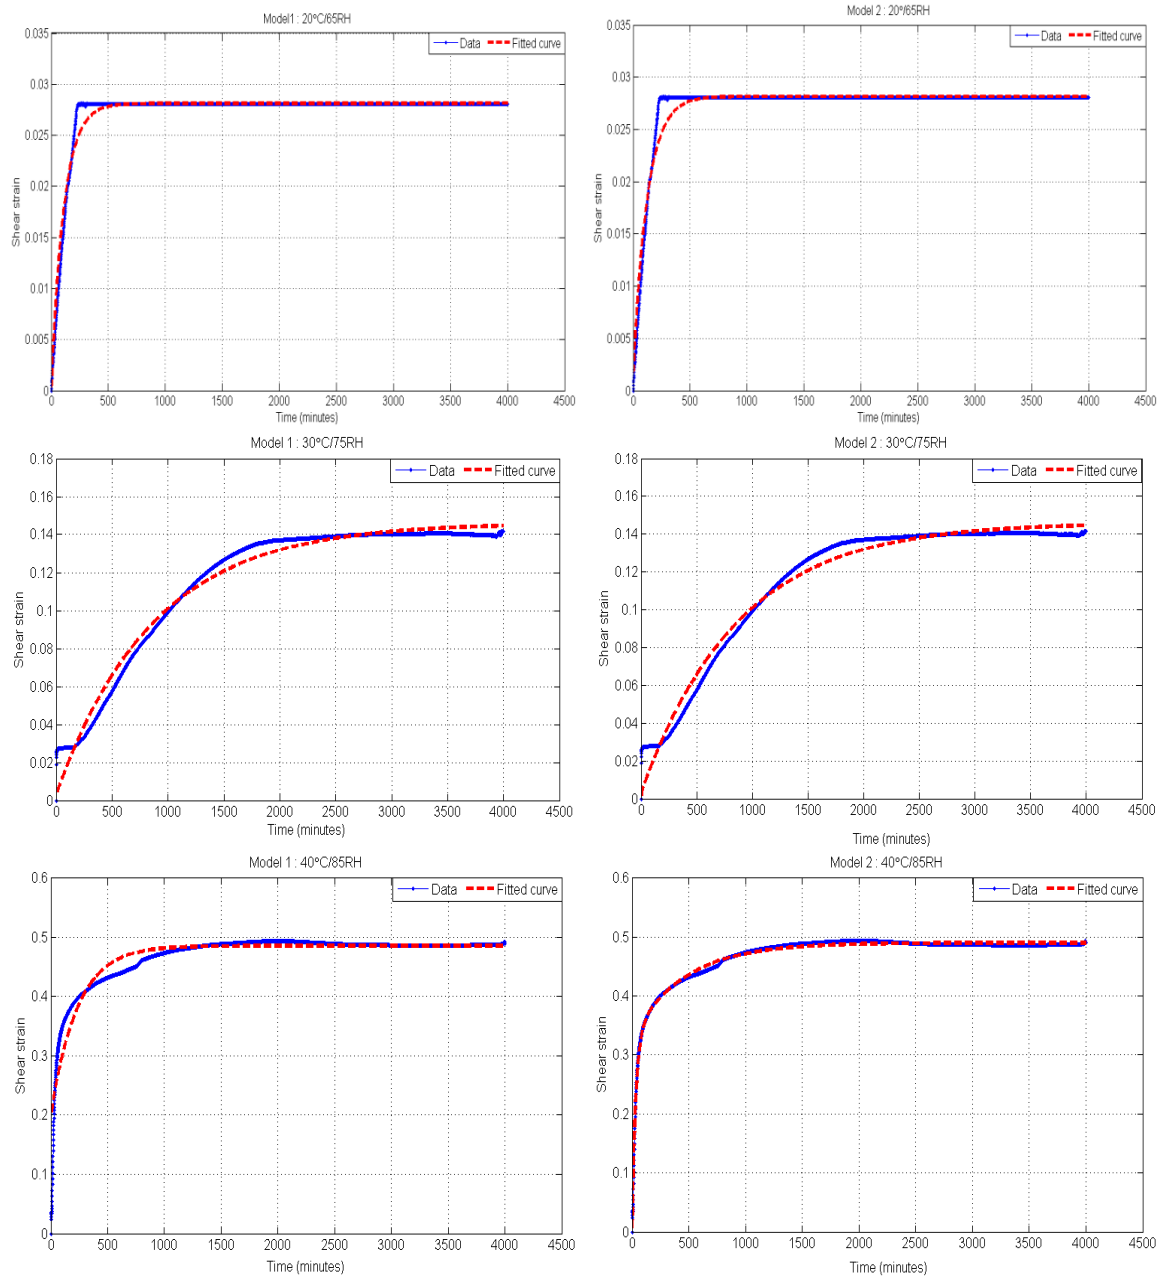 Model1 : 20°C/65RH
Data Fitted curve
0.035
0.03
0.025
0.02
0.015
0.01
0.005
0
Shear strain
0 500 1000 1500 2000 2500 3000 3500 4000 4500
Time (minutes)
Model 2 : 20°/65RH
Data Fitted curve
0.035
0.03
0.025
0.02
0.015
0.01
0.005
0
Shear strain
0 500 1000 1500 2000 2500 3000 3500 4000 4500
Time (minutes)
Model 1 : 30°C/75RH
Data Fitted curve
0.18
0.16
0.14
0.12
0.1
0.08
0.06
0.04
0.02
0
Shear strain
0 500 1000 1500 2000 2500 3000 3500 4000 4500
Time (minutes)
Model 2 : 30°C/75RH
Data Fitted curve
0.18
0.16
0.14
0.12
0.1
0.08
0.06
0.04
0.02
0
Shear strain
0 500 1000 1500 2000 2500 3000 3500 4000 4500
Time (minutes)
Model 1 : 40°C/85RH
Data Fitted curve
0.6
0.5
0.4
0.3
0.2
0.1
0
Shear strain
0 500 1000 1500 2000 2500 3000 3500 4000 4500
Time (minutes)
Model 2 : 40°C/85RH
Data Fitted curve
0.6
0.5
0.4
0.3
0.2
0.1
0
Shear strain
0 500 1000 1500 2000 2500 3000 3500 4000 4500
Time (minutes)